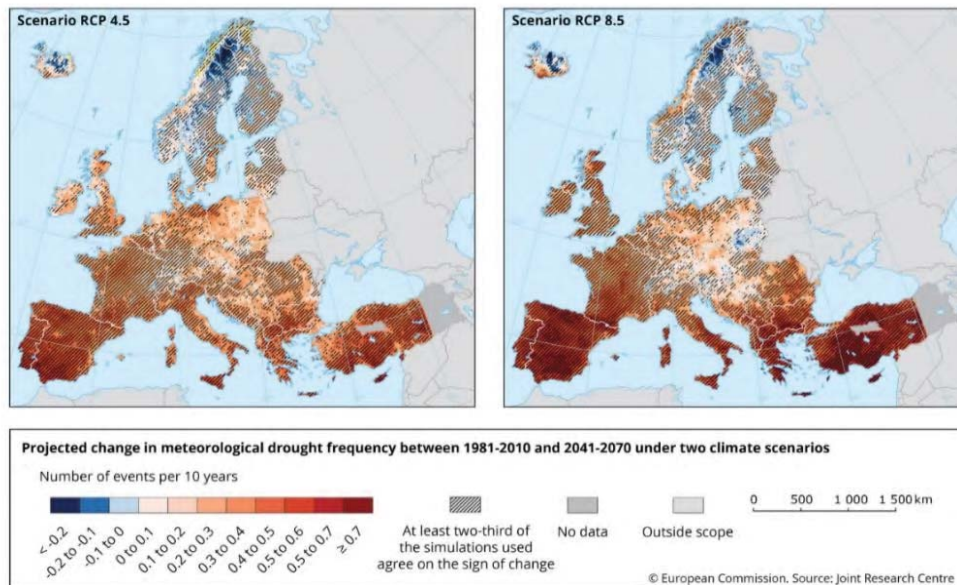 Scenario RCP 4.5
Scenario RCP 8.5
Projected change in meteorological drought frequency between 1981-2010 and 2041-2070 under two climate scenarios
Number of events per 10 years
< -0.2
-0.2 to -0.1
-0.1 to 0
0 to 0.1
0.1 to 0.2
0.2 to 0.3
0.3 to 0.4
0.4 to 0.5
0.5 to 0.6
0.5 to 0.7
≥ 0.7
At least two-third of
the simulations used
agree on the sign of change
No data
Outside scope
0 500 1 000 1 500 km
© European Commission. Source: Joint Research Centre